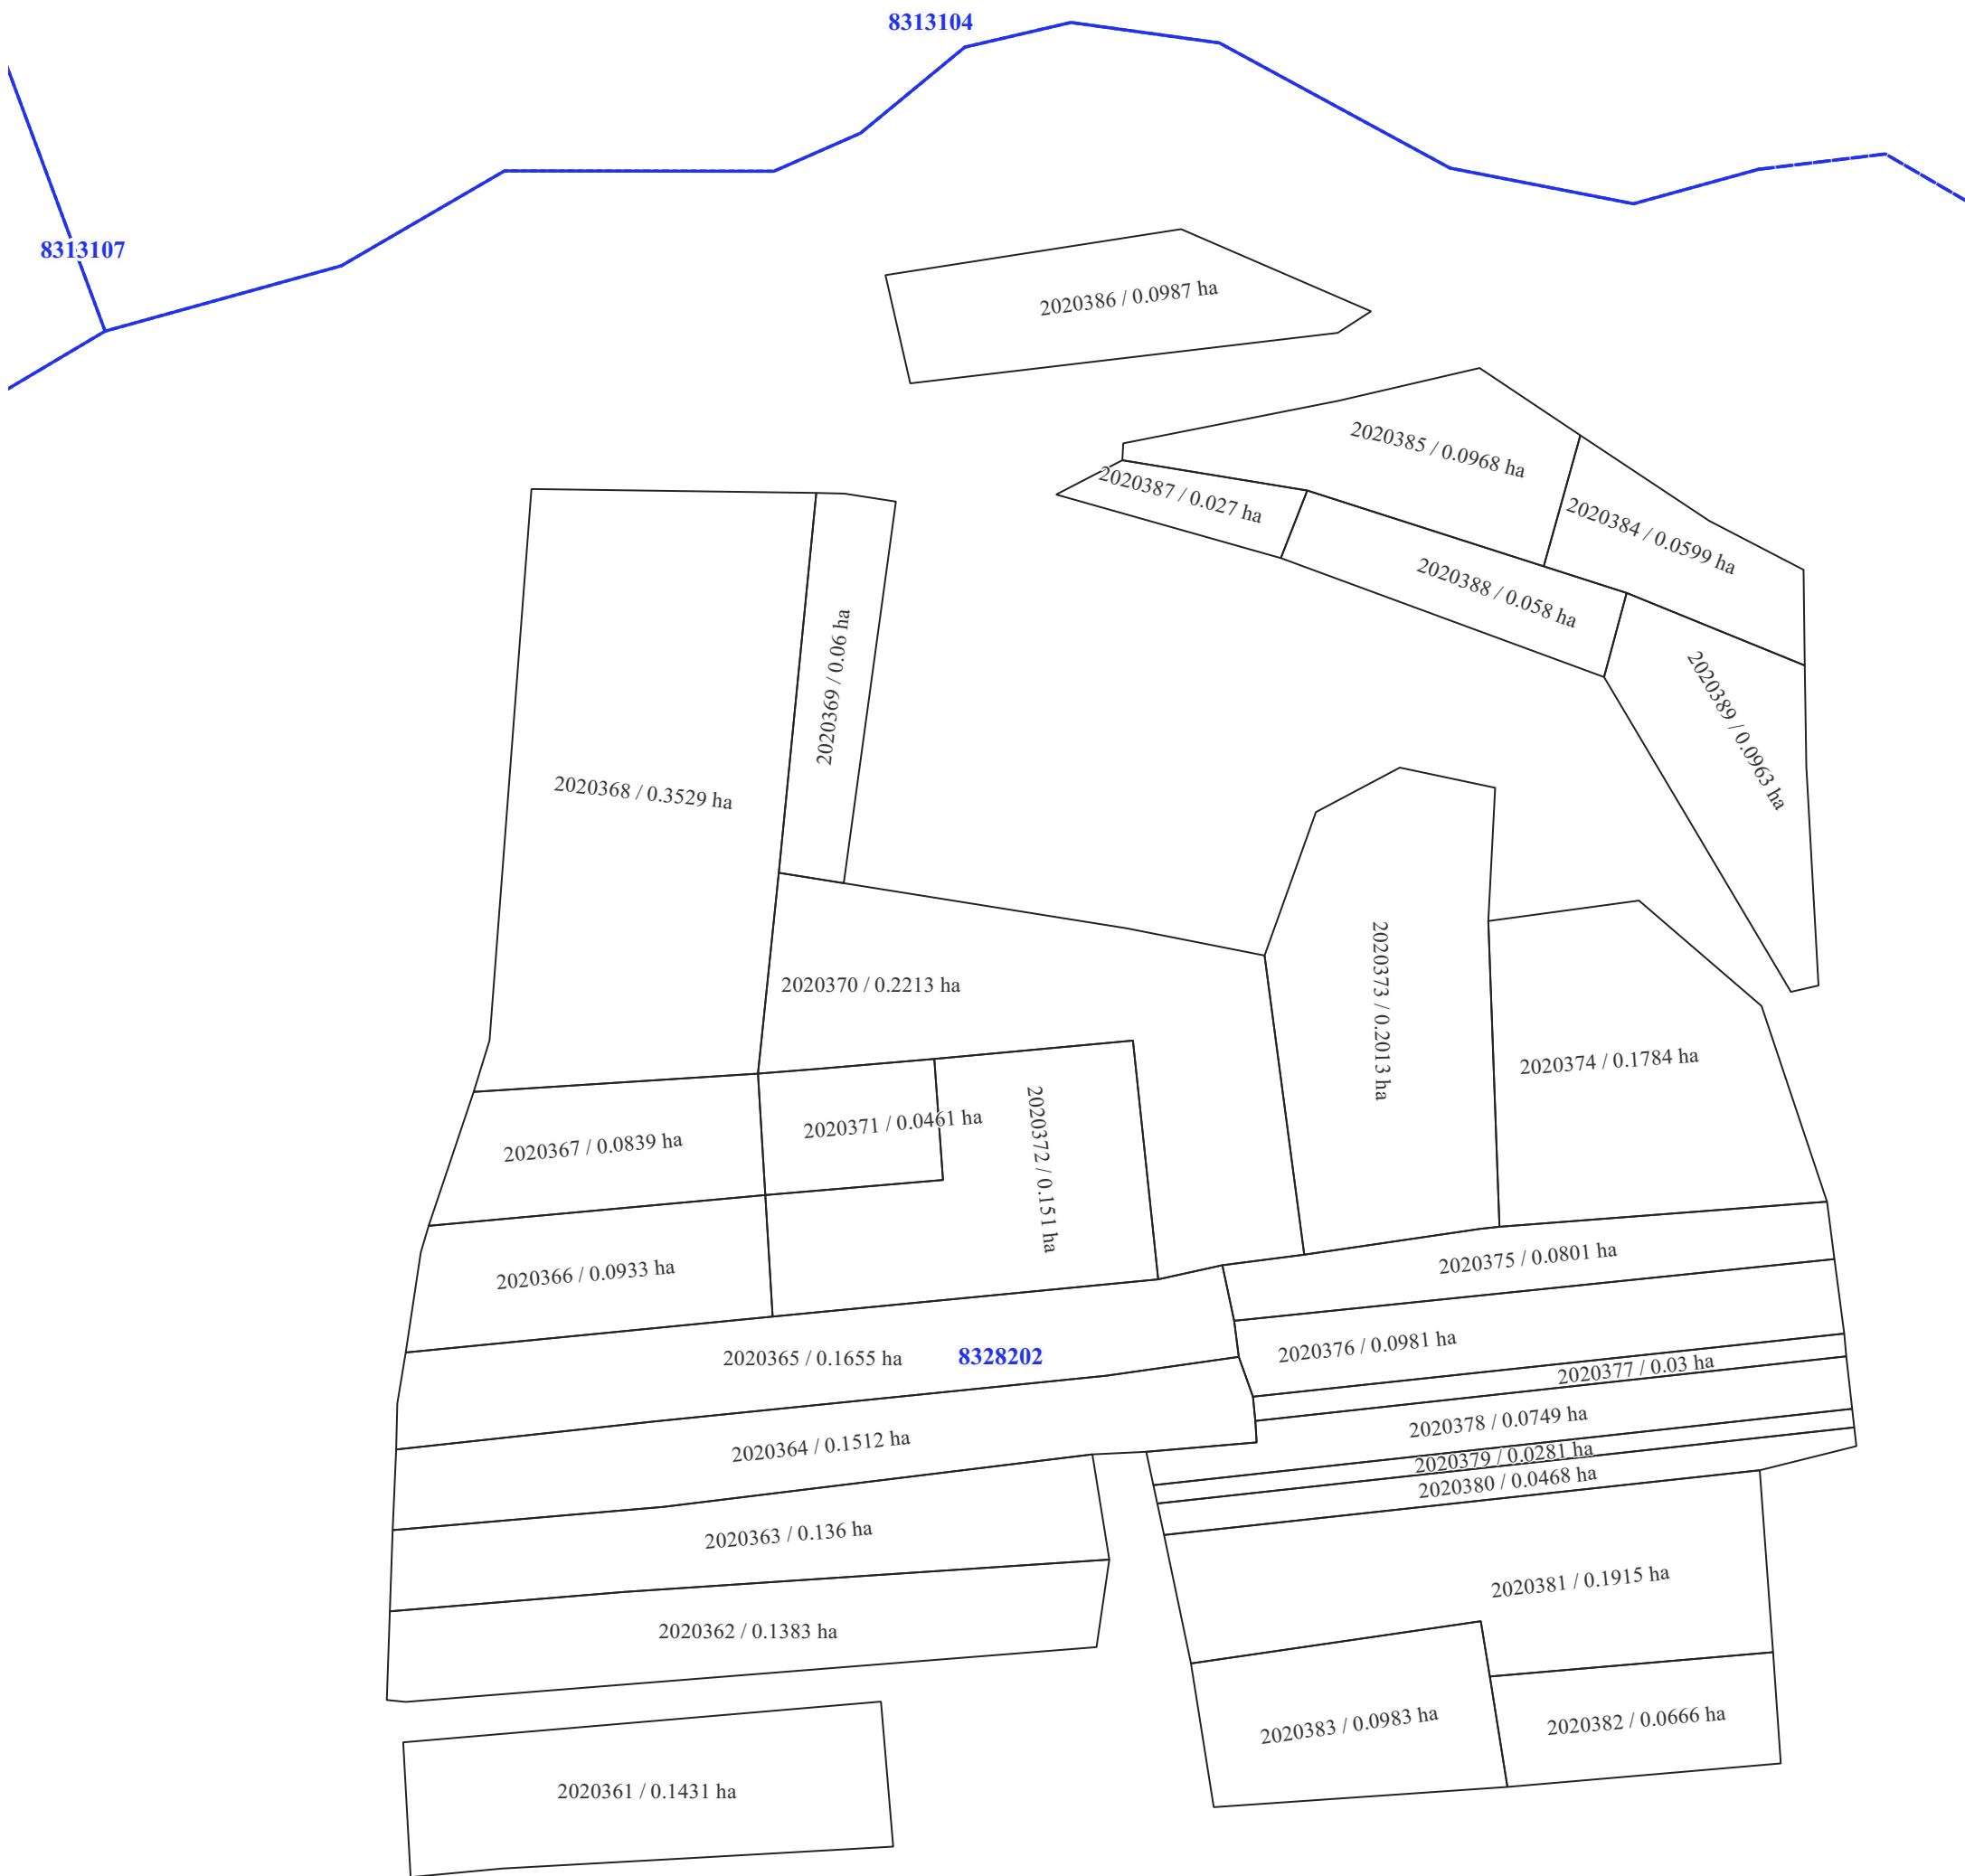 8313104
8313107
2020386 / 0.0987 ha
2020385 / 0.0968 ha
2020387 / 0.027 ha
2020384 / 0.0599 ha
2020388 / 0.058 ha
2020369 / 0.06 ha
2020389 / 0.0963 ha
2020368 / 0.3529 ha
2020370 / 0.2213 ha
2020373 / 0.2013 ha
2020374 / 0.1784 ha
2020371 / 0.0461 ha
2020367 / 0.0839 ha
2020372 / 0.151 ha
2020375 / 0.0801 ha
2020366 / 0.0933 ha
2020376 / 0.0981 ha
2020365 / 0.1655 ha
8328202
2020377 / 0.03 ha
2020378 / 0.0749 ha
2020364 / 0.1512 ha
2020379 / 0.0281 ha
2020380 / 0.0468 ha
2020363 / 0.136 ha
2020381 / 0.1915 ha
2020362 / 0.1383 ha
2020383 / 0.0983 ha
2020382 / 0.0666 ha
2020361 / 0.1431 ha